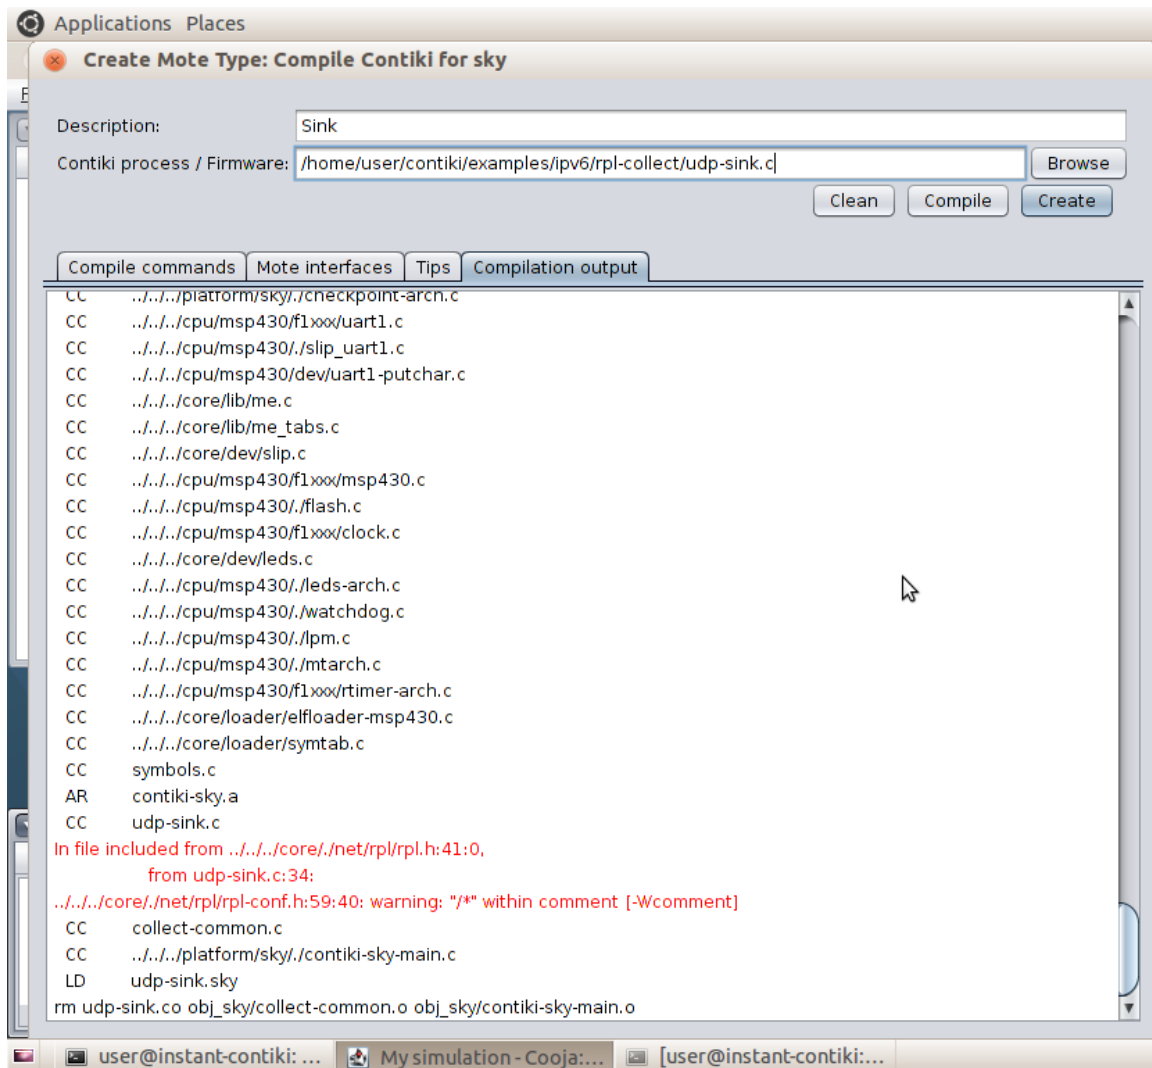 Applications Places
Create Mote Type: Compile Contiki for sky
Description: Sink
Contiki process / Firmware: /home/user/contiki/examples/ipv6/rpl-collect/udp-sink.c Browse
Clean Compile Create
Compile commands Mote interfaces Tips Compilation output
CC ../../../platform/sky/./checkpoint-arch.c
CC ../../../cpu/msp430/f1xxx/uart1.c
CC ../../../cpu/msp430/./slip_uart1.c
CC ../../../cpu/msp430/dev/uart1-putchar.c
CC ../../../core/lib/me.c
CC ../../../core/lib/me_tabs.c
CC ../../../core/dev/slip.c
CC ../../../cpu/msp430/f1xxx/msp430.c
CC ../../../cpu/msp430/./flash.c
CC ../../../cpu/msp430/f1xxx/clock.c
CC ../../../core/dev/leds.c
CC ../../../cpu/msp430/./leds-arch.c
CC ../../../cpu/msp430/./watchdog.c
CC ../../../cpu/msp430/./lpm.c
CC ../../../cpu/msp430/./mtarch.c
CC ../../../cpu/msp430/f1xxx/rtimer-arch.c
CC ../../../core/loader/elfloader-msp430.c
CC ../../../core/loader/symtab.c
CC symbols.c
AR contiki-sky.a
CC udp-sink.c
In file included from ../../../core/./net/rpl/rpl.h:41:0,
from udp-sink.c:34:
../../../core/./net/rpl/rpl-conf.h:59:40: warning: "/*" within comment [-Wcomment]
CC collect-common.c
CC ../../../platform/sky/./contiki-sky-main.c
LD udp-sink.sky
rm udp-sink.co obj_sky/collect-common.o obj_sky/contiki-sky-main.o
user@instant-contiki: ... My simulation - Cooja:... [user@instant-contiki:...